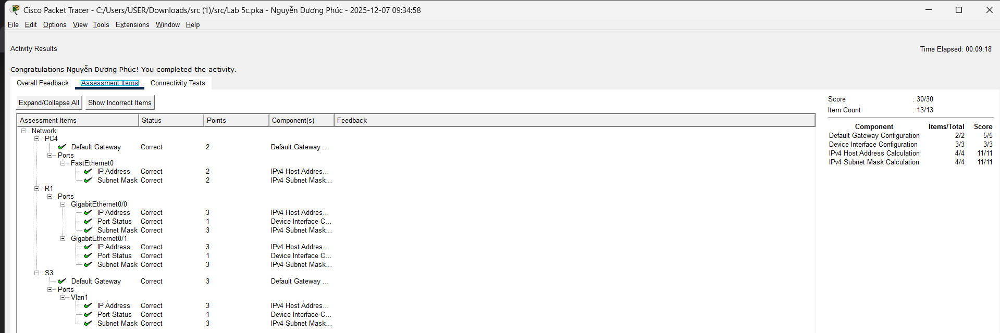 Cisco Packet Tracer - C:/Users/USER/Downloads/src (1)/src/Lab 5c.pka - Nguyễn Dương Phúc - 2025-12-07 09:34:58
File Edit Options View Tools Extensions Window Help
Activity Results
Time Elapsed: 00:09:18
Congratulations Nguyễn Dương Phúc! You completed the activity.
Overall Feedback Assessment Items Connectivity Tests
Expand/Collapse All Show Incorrect Items
Assessment Items Status Points Component(s) Feedback
Network
PC4
Default Gateway Correct 2 Default Gateway ...
Ports
FastEthernet0
IP Address Correct 2 IPv4 Host Addres...
Subnet Mask Correct 2 IPv4 Subnet Mask...
R1
Ports
GigabitEthernet0/0
IP Address Correct 3 IPv4 Host Addres...
Port Status Correct 1 Device Interface C...
Subnet Mask Correct 3 IPv4 Subnet Mask...
GigabitEthernet0/1
IP Address Correct 3 IPv4 Host Addres...
Port Status Correct 1 Device Interface C...
Subnet Mask Correct 3 IPv4 Subnet Mask...
S3
Default Gateway Correct 3 Default Gateway ...
Ports
Vlan1
IP Address Correct 3 IPv4 Host Addres...
Port Status Correct 1 Device Interface C...
Subnet Mask Correct 3 IPv4 Subnet Mask...
Score : 30/30
Item Count : 13/13
Component Items/Total Score
Default Gateway Configuration 2/2 5/5
Device Interface Configuration 3/3 3/3
IPv4 Host Address Calculation 4/4 11/11
IPv4 Subnet Mask Calculation 4/4 11/11